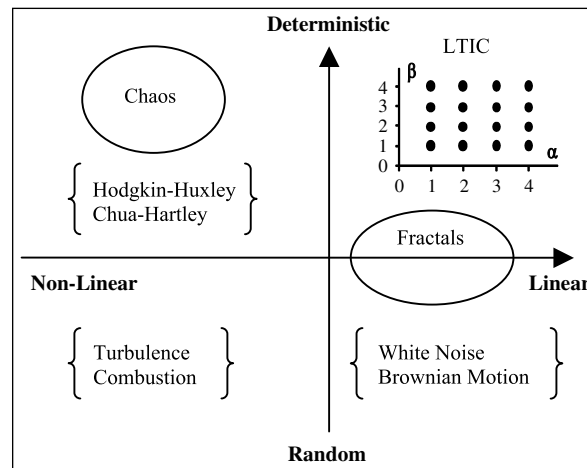 Deterministic
LTIC
Chaos
β
4
3
2
1
0
α
0 1 2 3 4
Hodgkin-Huxley
Chua-Hartley
Fractals
Non-Linear
Linear
Turbulence
Combustion
White Noise
Brownian Motion
Random